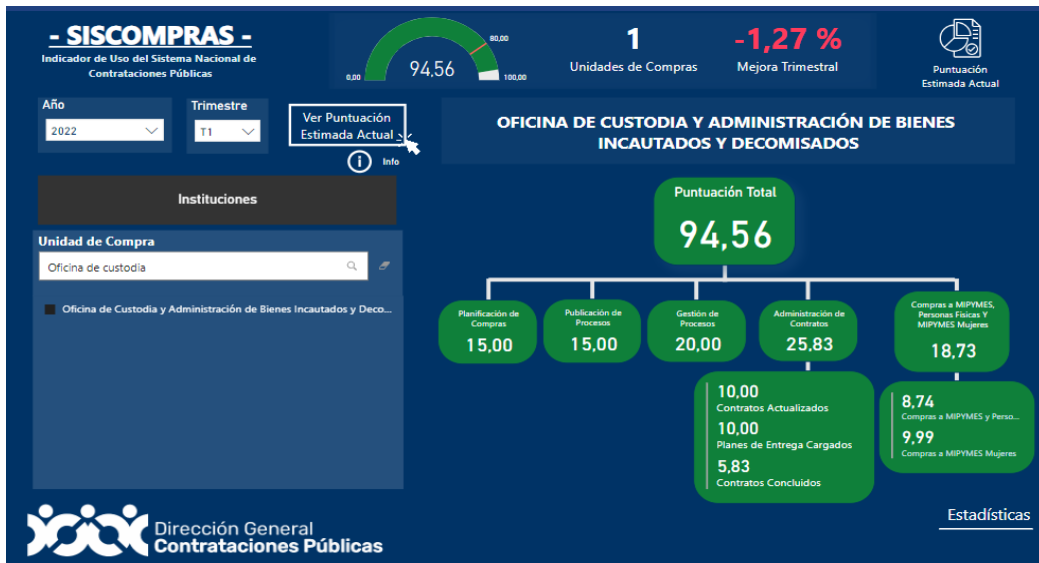 - SISCOMPRAS -
Indicador de Uso del Sistema Nacional de
Contrataciones Públicas
80,00
0,00
94,56
100,00
1
Unidades de Compras
-1,27 %
Mejora Trimestral
Puntuación
Estimada Actual
Año
2022
Trimestre
T1
Ver Puntuación
Estimada Actual
Info
OFICINA DE CUSTODIA Y ADMINISTRACIÓN DE BIENES
INCAUTADOS Y DECOMISADOS
Instituciones
Unidad de Compra
Oficina de custodia
Oficina de Custodia y Administración de Bienes Incautados y Deco...
Puntuación Total
94,56
Planificación de
Compras
15,00
Publicación de
Procesos
15,00
Gestión de
Procesos
20,00
Administración de
Contratos
25,83
Compras a MIPYMES,
Personas Fisicas Y
MIPYMES Mujeres
18,73
10,00
Contratos Actualizados
10,00
Planes de Entrega Cargados
5,83
Contratos Concluidos
8,74
Compras a MIPYMES y Perso...
9,99
Compras a MIPYMES Mujeres
Dirección General
Contrataciones Públicas
Estadísticas